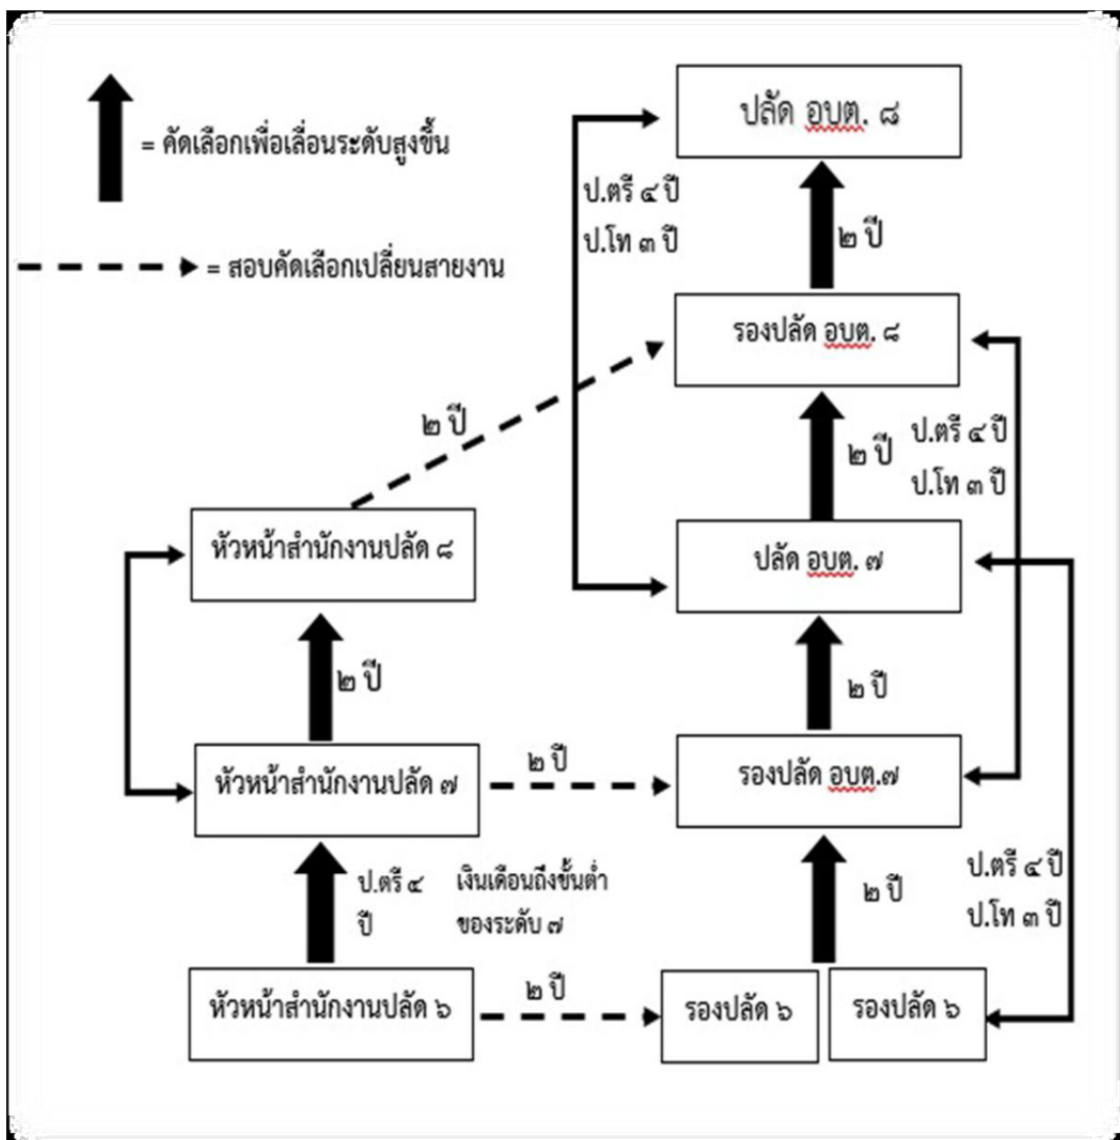 = คัดเลือกเพื่อเลื่อนระดับสูงขึ้น
= สอบคัดเลือกเปลี่ยนสายงาน
ปลัด อบต. ๘
ป.ตรี ๔ ปี
ป.โท ๓ ปี
๒ ปี
รองปลัด อบต. ๘
๒ ปี
๒ ปี
ป.ตรี ๔ ปี
ป.โท ๓ ปี
หัวหน้าสำนักงานปลัด ๘
ปลัด อบต. ๗
๒ ปี
๒ ปี
หัวหน้าสำนักงานปลัด ๗
๒ ปี
รองปลัด อบต.๗
ป.ตรี ๔
ปี
เงินเดือนถึงขั้นต่ำ
ของระดับ ๗
๒ ปี
ป.ตรี ๔ ปี
ป.โท ๓ ปี
หัวหน้าสำนักงานปลัด ๖
๒ ปี
รองปลัด ๖
รองปลัด ๖